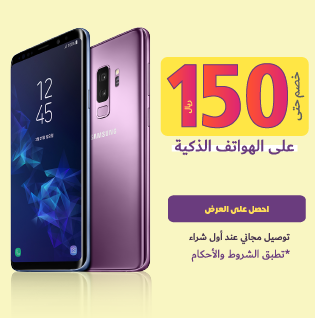 خصم حتى
150 ريال
على الهواتف الذكية
احصل على العرض
توصيل مجاني عند أول شراء
*تطبق الشروط والأحكام
12
45
SAMSUNG